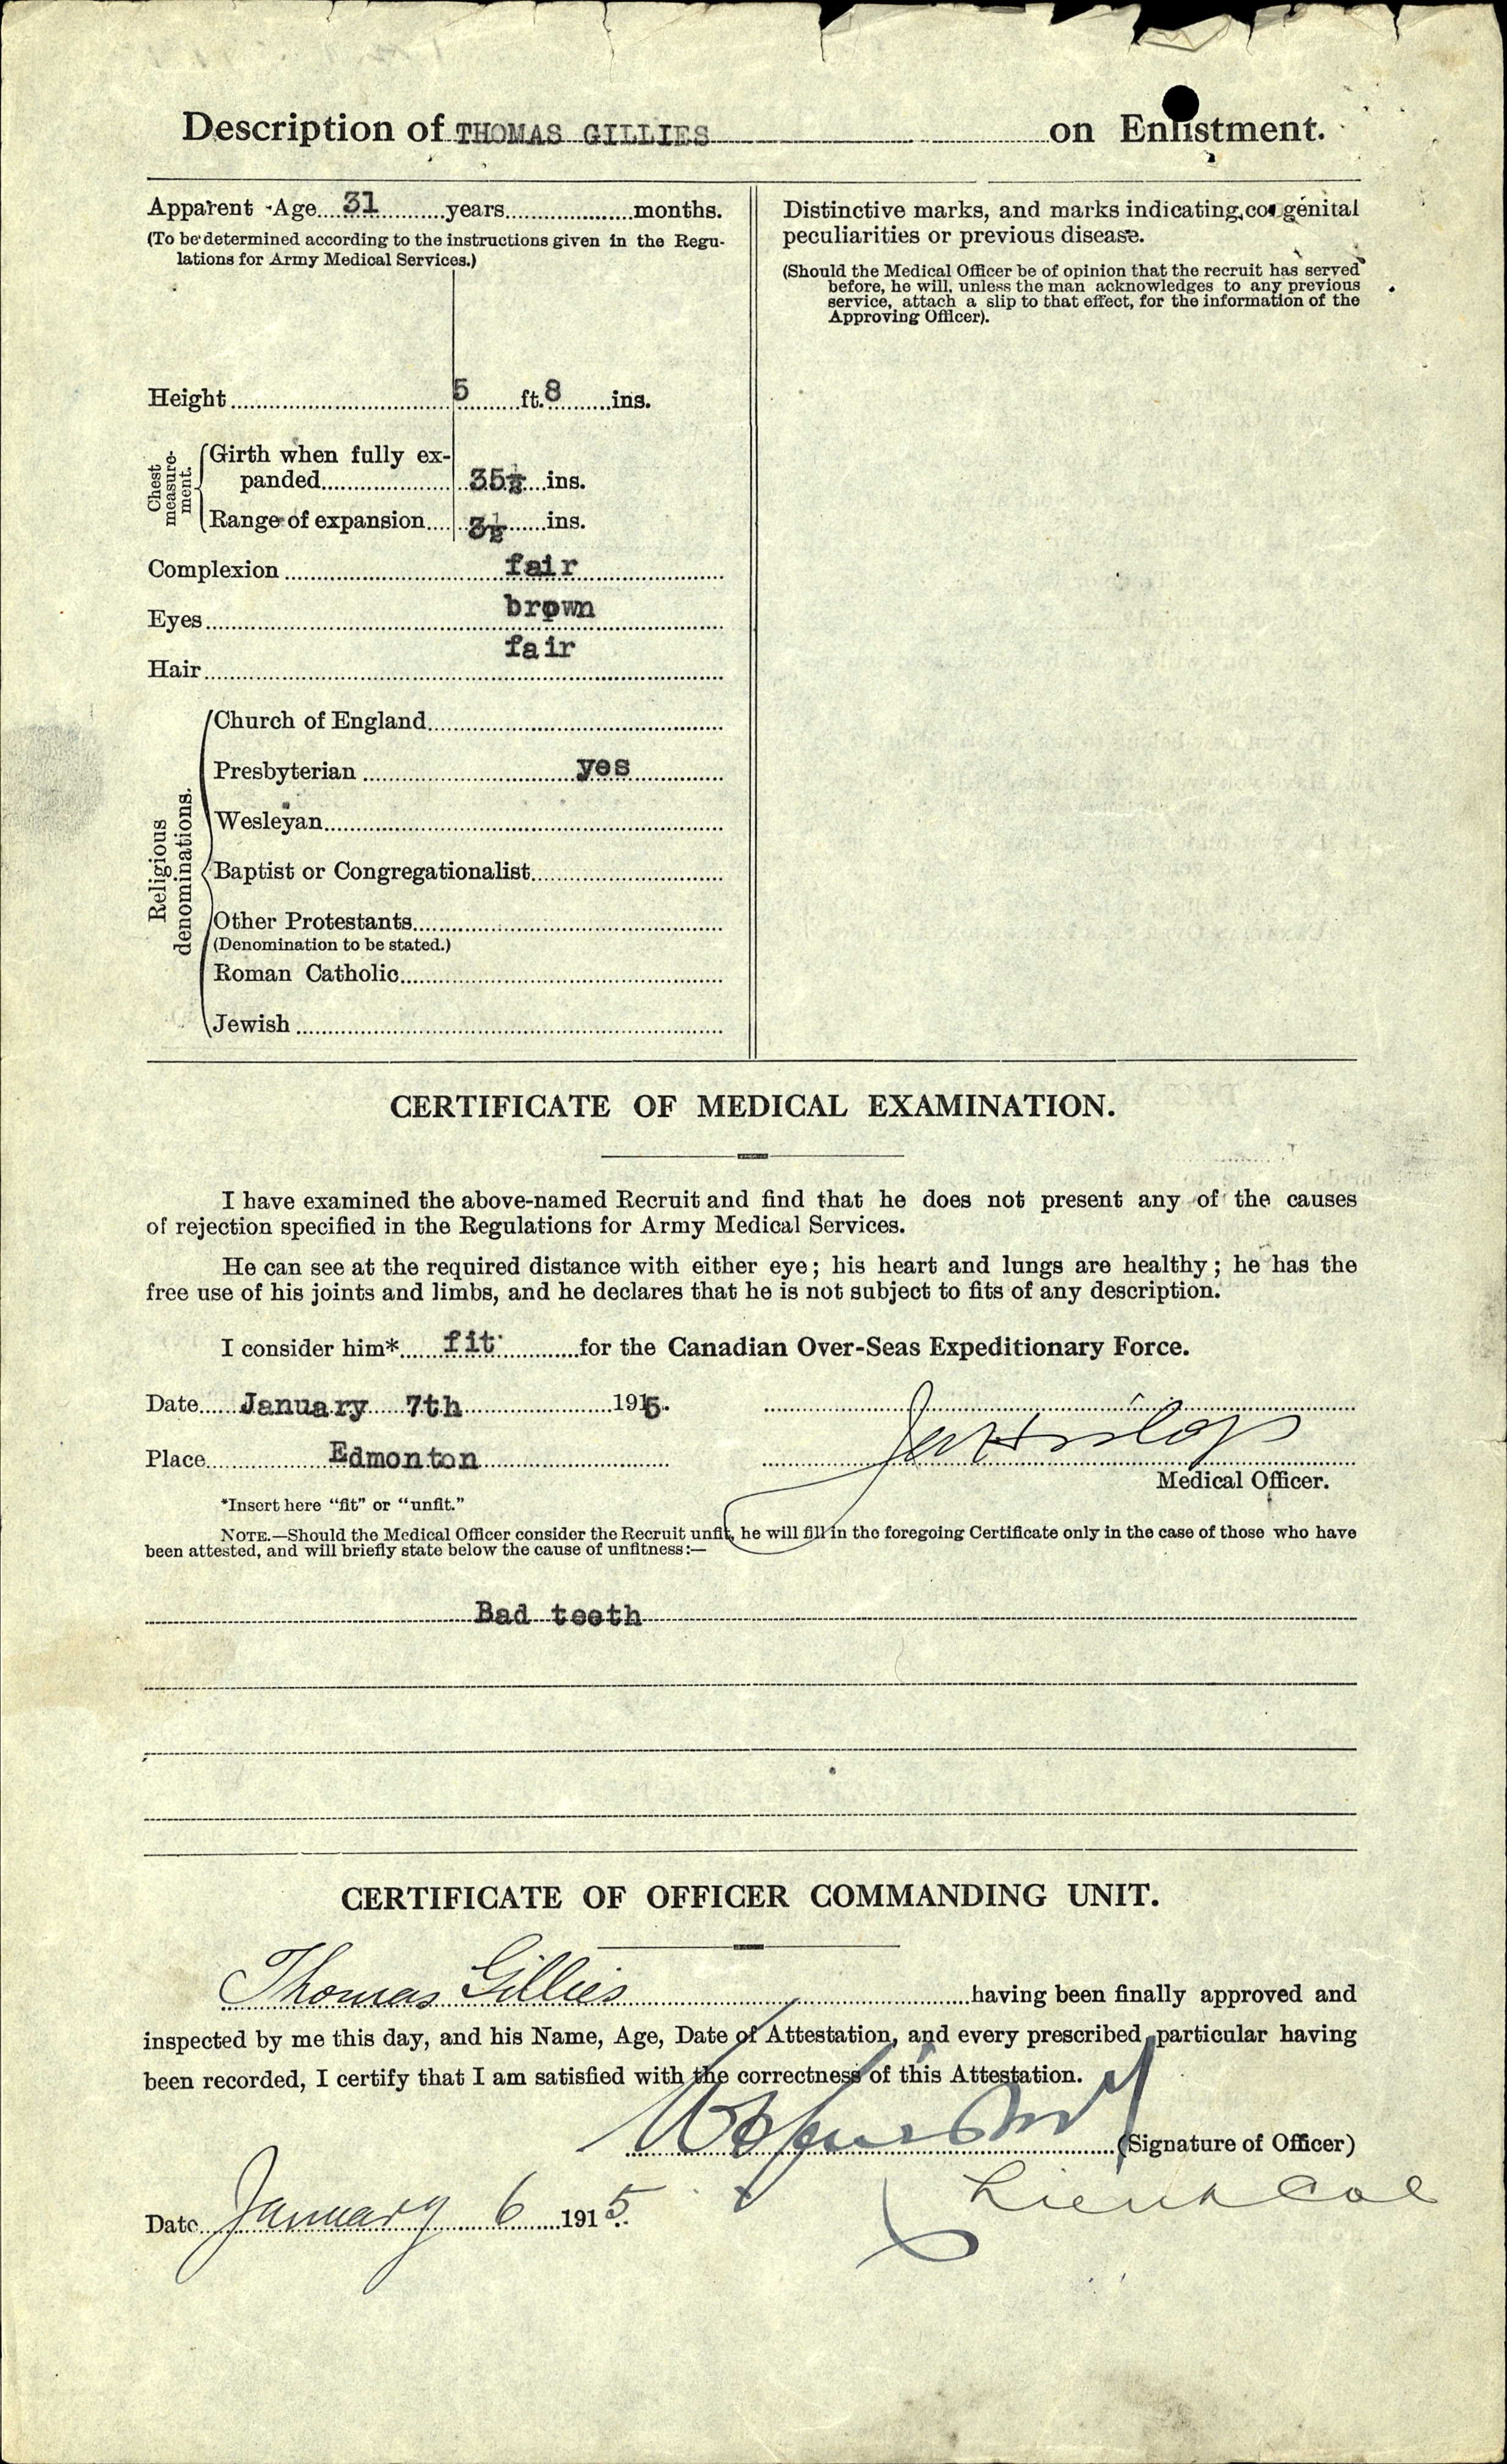 Description of THOMAS GILLIES on Enlistment.
Apparent Age 31 years months.
(To be determined according to the instructions given in the Regu-
lations for Army Medical Services.)
Height 5 ft. 8 ins.
Chest measure-ment.
Girth when fully ex-
panded 35½ ins.
Range of expansion 3½ ins.
Complexion fair
Eyes brown
Hair fair
Religious denominations.
Church of England
Presbyterian yes
Wesleyan
Baptist or Congregationalist
Other Protestants
(Denomination to be stated.)
Roman Catholic
Jewish
Distinctive marks, and marks indicating congenital
peculiarities or previous disease.
(Should the Medical Officer be of opinion that the recruit has served
before, he will, unless the man acknowledges to any previous
service, attach a slip to that effect, for the information of the
Approving Officer).
CERTIFICATE OF MEDICAL EXAMINATION.
I have examined the above-named Recruit and find that he does not present any of the causes
of rejection specified in the Regulations for Army Medical Services.
He can see at the required distance with either eye; his heart and lungs are healthy; he has the
free use of his joints and limbs, and he declares that he is not subject to fits of any description.
I consider him* fit for the Canadian Over-Seas Expeditionary Force.
Date January 7th 1915.
Place Edmonton
Medical Officer.
*Insert here "fit" or "unfit."
NOTE.—Should the Medical Officer consider the Recruit unfit, he will fill in the foregoing Certificate only in the case of those who have
been attested, and will briefly state below the cause of unfitness:—
Bad teeth
CERTIFICATE OF OFFICER COMMANDING UNIT.
Thomas Gillies having been finally approved and
inspected by me this day, and his Name, Age, Date of Attestation, and every prescribed particular having
been recorded, I certify that I am satisfied with the correctness of this Attestation.
(Signature of Officer)
Lieut Col
Date January 6 1915.